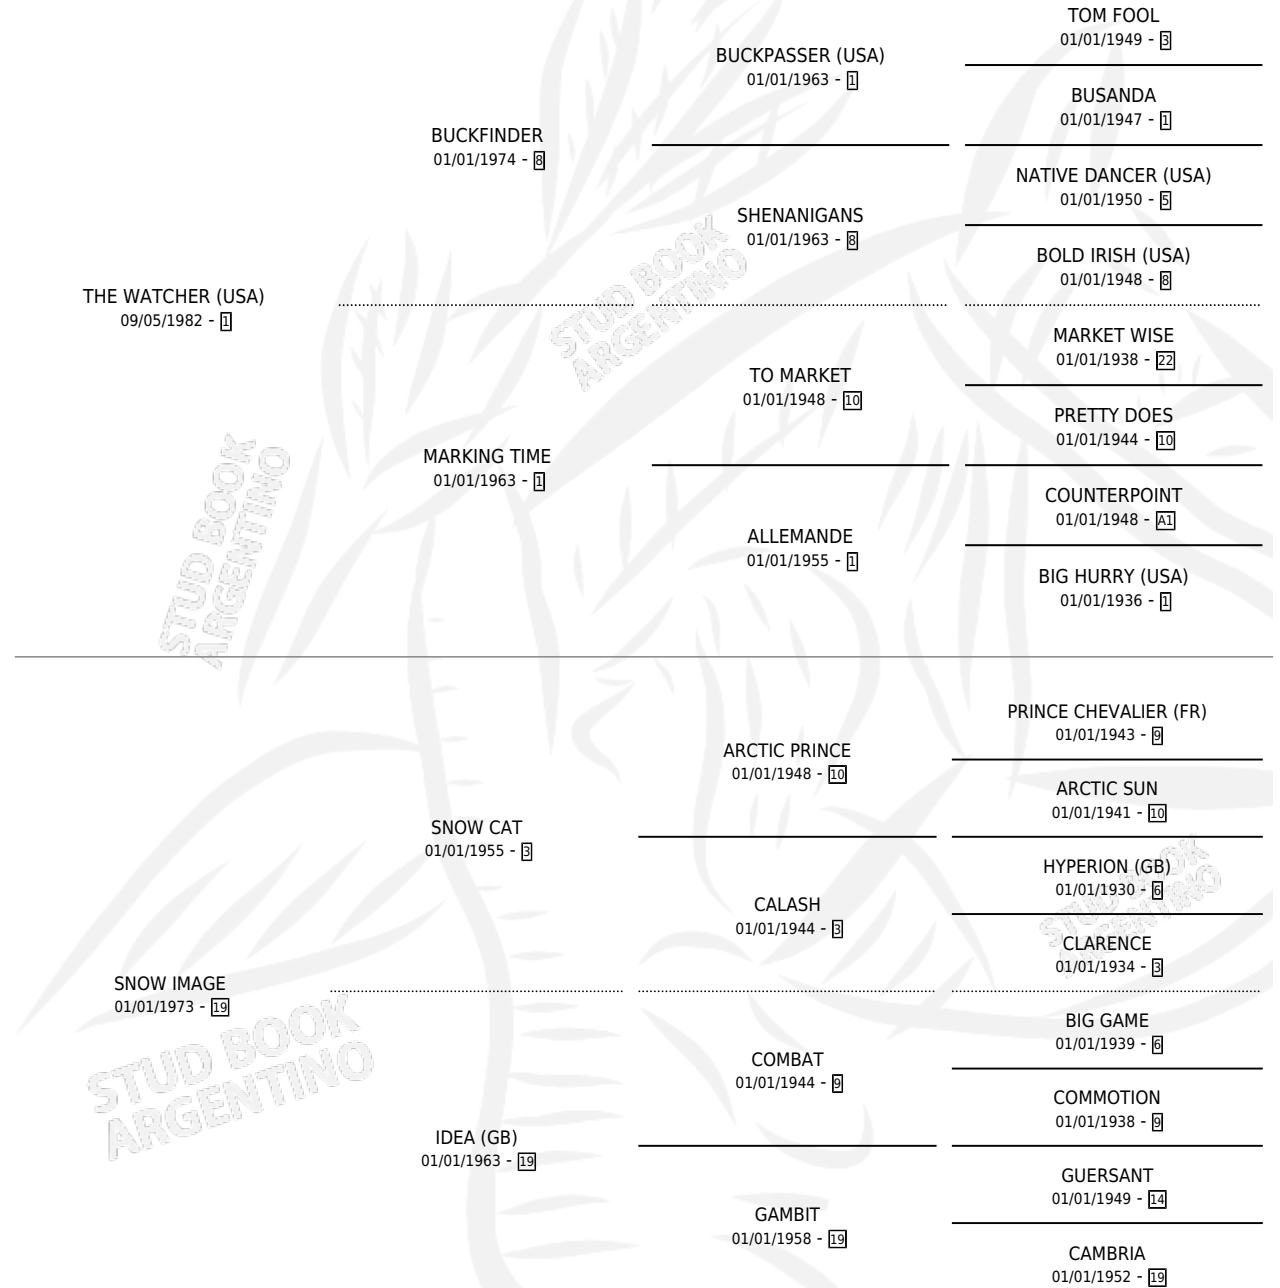 TOM FOOL
01/01/1949 - 3
BUCKPASSER (USA)
01/01/1963 - 1
BUSANDA
01/01/1947 - 1
BUCKFINDER
01/01/1974 - 8
NATIVE DANCER (USA)
01/01/1950 - 5
SHENANIGANS
01/01/1963 - 8
BOLD IRISH (USA)
01/01/1948 - 8
THE WATCHER (USA)
09/05/1982 - 1
MARKET WISE
01/01/1938 - 22
TO MARKET
01/01/1948 - 10
PRETTY DOES
01/01/1944 - 10
MARKING TIME
01/01/1963 - 1
COUNTERPOINT
01/01/1948 - A1
ALLEMANDE
01/01/1955 - 1
BIG HURRY (USA)
01/01/1936 - 1
PRINCE CHEVALIER (FR)
01/01/1943 - 9
ARCTIC PRINCE
01/01/1948 - 10
ARCTIC SUN
01/01/1941 - 10
SNOW CAT
01/01/1955 - 3
HYPERION (GB)
01/01/1930 - 6
CALASH
01/01/1944 - 3
CLARENCE
01/01/1934 - 3
SNOW IMAGE
01/01/1973 - 19
BIG GAME
01/01/1939 - 6
COMBAT
01/01/1944 - 9
COMMOTION
01/01/1938 - 9
IDEA (GB)
01/01/1963 - 19
GUERSANT
01/01/1949 - 14
GAMBIT
01/01/1958 - 19
CAMBRIA
01/01/1952 - 19
STUD BOOK
ARGENTINO
STUD BOOK
ARGENTINO
STUD BOOK
ARGENTINO
STUD BOOK
ARGENTINO